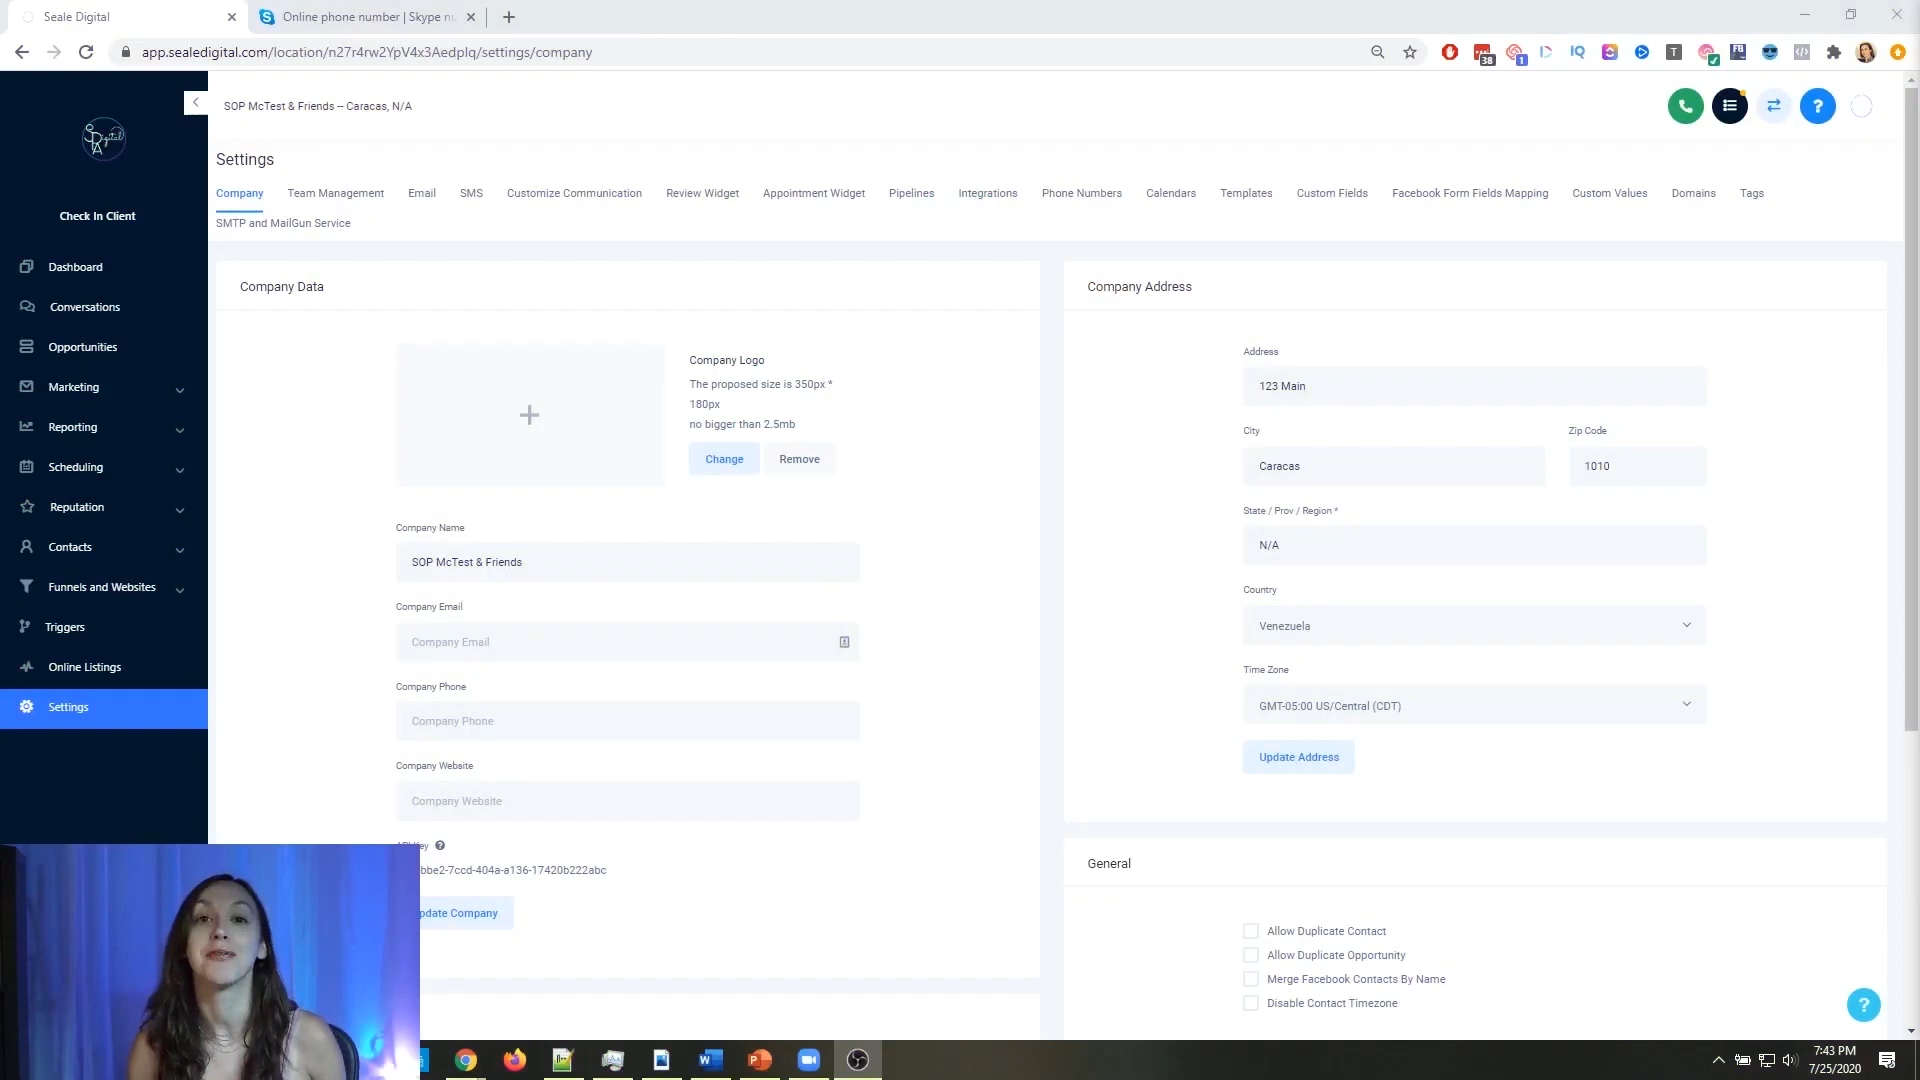 Seale Digital
Online phone number | Skype nu
app.sealedigital.com/location/n27r4rw2YpV4x3Aedplq/settings/company
SOP McTest & Friends -- Caracas, N/A
Check In Client
Dashboard
Conversations
Opportunities
Marketing
Reporting
Scheduling
Reputation
Contacts
Funnels and Websites
Triggers
Online Listings
Settings
Settings
Company Team Management Email SMS Customize Communication Review Widget Appointment Widget Pipelines Integrations Phone Numbers Calendars Templates Custom Fields Facebook Form Fields Mapping Custom Values Domains Tags
SMTP and MailGun Service
Company Data
Company Logo
The proposed size is 350px *
180px
no bigger than 2.5mb
Change Remove
Company Name
SOP McTest & Friends
Company Email
Company Email
Company Phone
Company Phone
Company Website
Company Website
bbe2-7ccd-404a-a136-17420b222abc
pdate Company
Company Address
Address
123 Main
City Zip Code
Caracas 1010
State / Prov / Region *
N/A
Country
Venezuela
Time Zone
GMT-05:00 US/Central (CDT)
Update Address
General
Allow Duplicate Contact
Allow Duplicate Opportunity
Merge Facebook Contacts By Name
Disable Contact Timezone
7:43 PM
7/25/2020